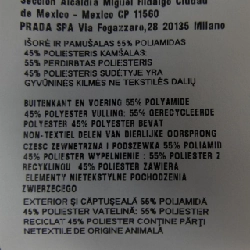 Sección Alcaldía Miguel Hidalgo Ciudad
de Mexico - Mexico CP 11560
PRADA SPA Via Fogazzaro,28 20135 Milano
IŠORĖ IR PAMUŠALAS 55% POLIAMIDAS
45% POLIESTERIS KAMŠALAS:
55% PERDIRBTAS POLIESTERIS
45% POLIESTERIS SUDĖTYJE YRA
GYVŪNINĖS KILMĖS NE TEKSTILĖS DALIŲ
BUITENKANT EN VOERING 55% POLYAMIDE
45% POLYESTER VULLING: 55% GERECYCLEERDE
POLYESTER 45% POLYESTER BEVAT
NON-TEXTIEL DELEN VAN DIERLIJKE OORSPRONG
CZĘŚĆ ZEWNĘTRZNA I PODSZEWKA 55% POLIAMID
45% POLIESTER WYPEŁNIENIE : 55% POLIESTER Z
RECYKLINGU 45% POLIESTER ZAWIERA
ELEMENTY NIETEKSTYLNE POCHODZENIA
ZWIERZĘCEGO
EXTERIOR ŞI CĂPTUŞEALĂ 55% POLIAMIDĂ
45% POLIESTER VATELINĂ: 55% POLIESTER
RECICLAT 45% POLIESTER CONŢINE PĂRŢI
NETEXTILE DE ORIGINE ANIMALĂ